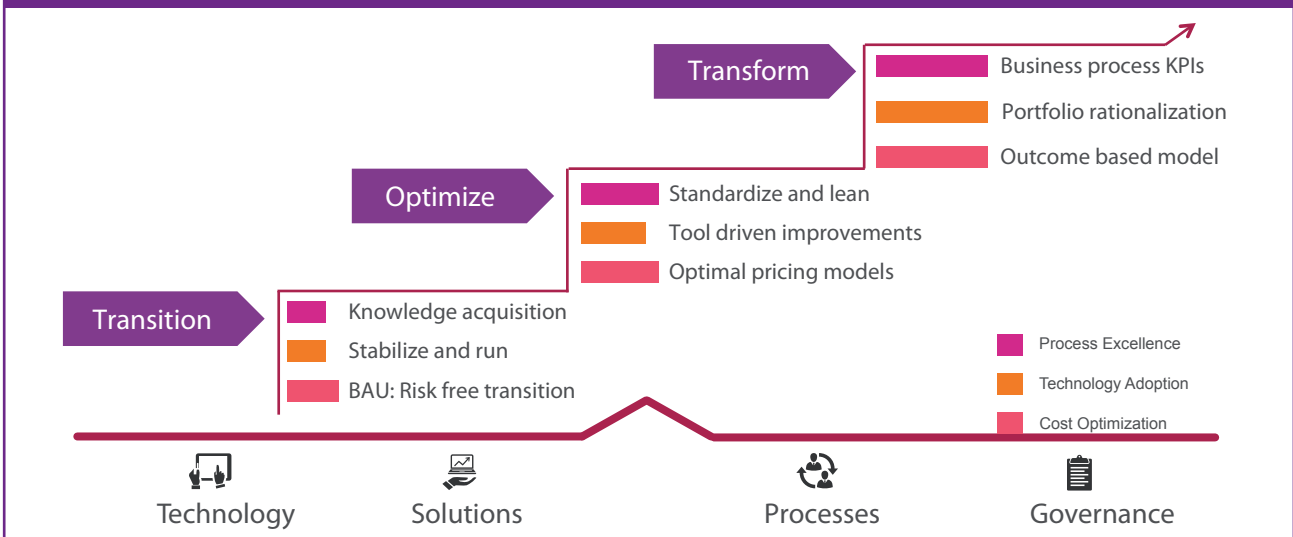 Transform
Business process KPIs
Portfolio rationalization
Outcome based model
Optimize
Standardize and lean
Tool driven improvements
Optimal pricing models
Transition
Knowledge acquisition
Stabilize and run
BAU: Risk free transition
Process Excellence
Technology Adoption
Cost Optimization
Technology
Solutions
Processes
Governance